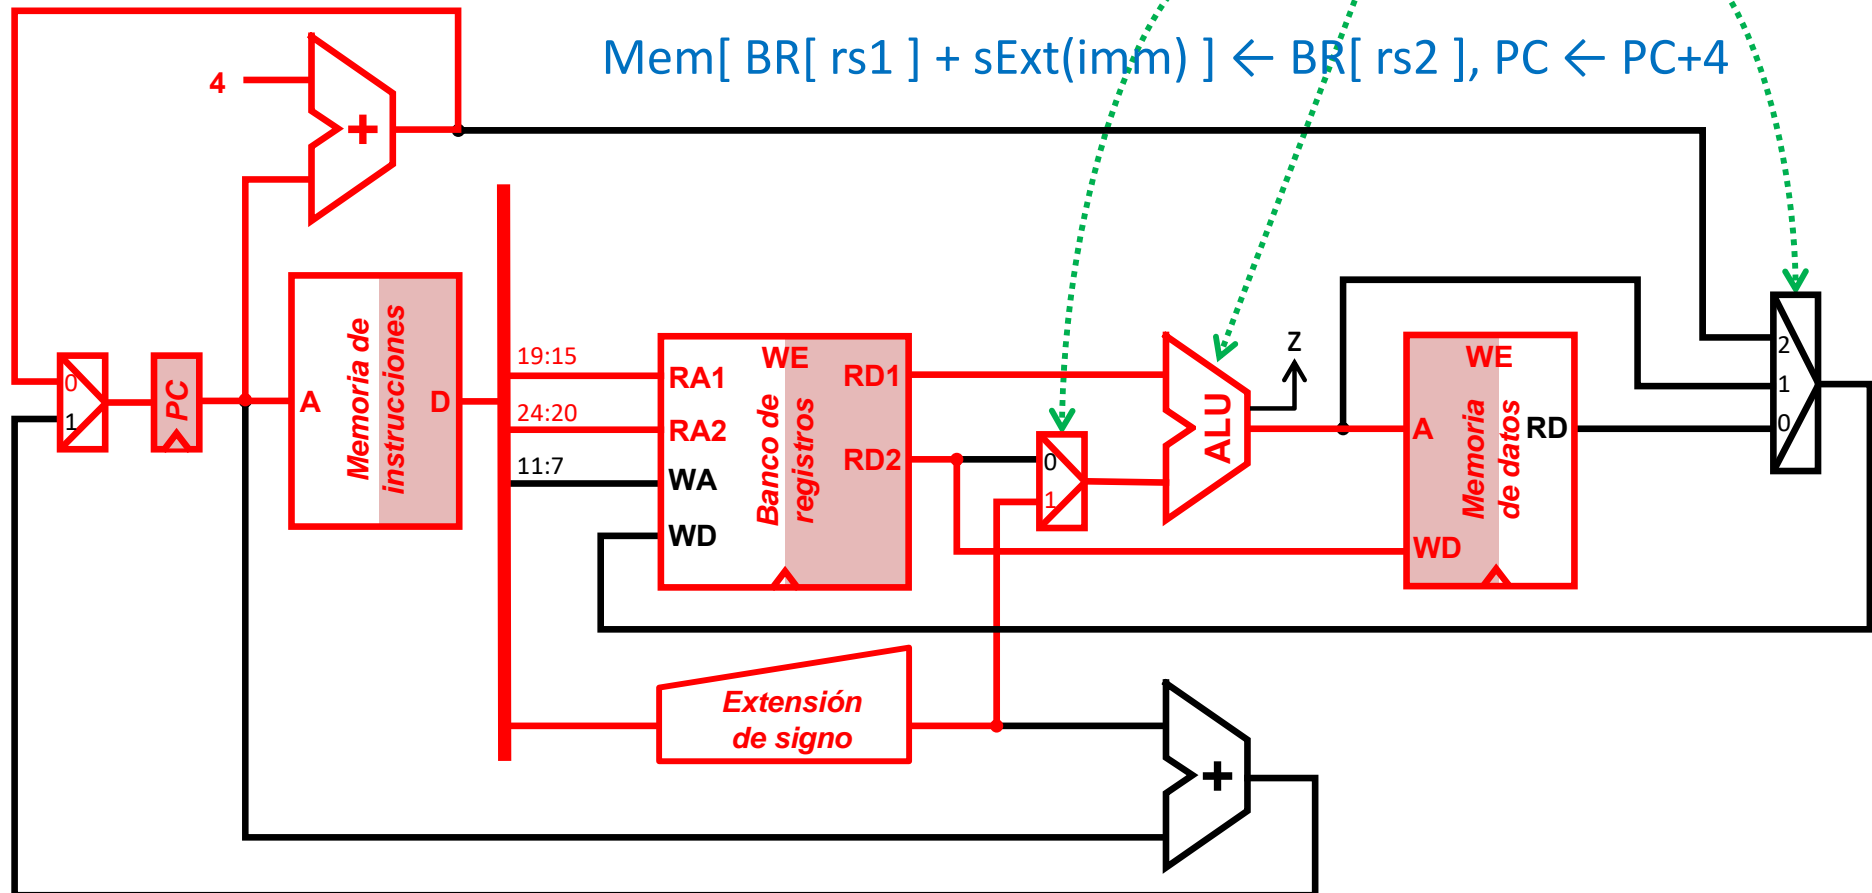 Mem[ BR[ rs1 ] + sExt(imm) ] ← BR[ rs2 ], PC ← PC+4
4
+
0
1
PC
A
Memoria de
instrucciones
D
19:15
24:20
11:7
RA1
RA2
WA
WD
WE
Banco de
registros
RD1
RD2
0
1
ALU
Z
A
WD
WE
Memoria
de datos
RD
2
1
0
Extensión
de signo
+